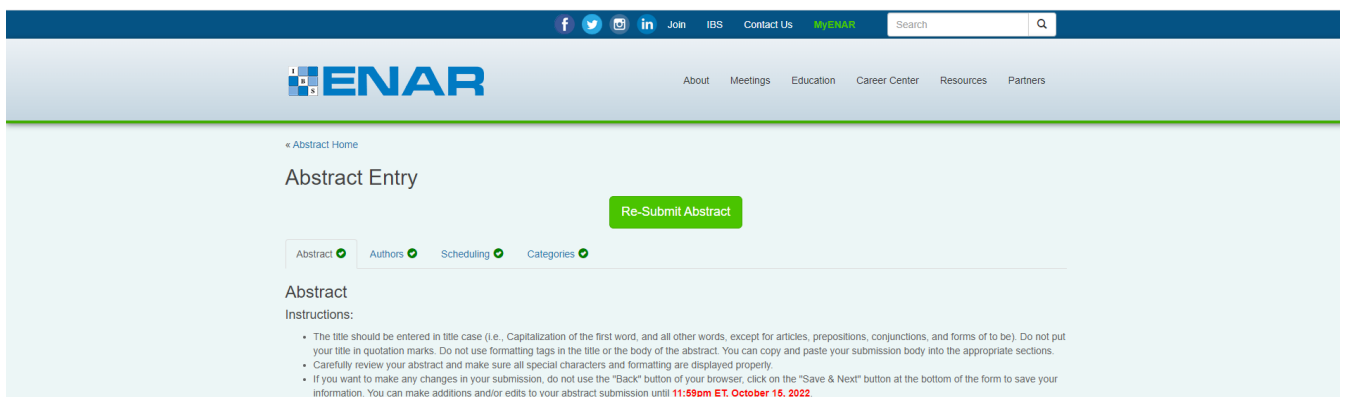 Join IBS Contact Us MyENAR Search
I B S ENAR About Meetings Education Career Center Resources Partners
« Abstract Home
Abstract Entry
Re-Submit Abstract
Abstract Authors Scheduling Categories
Abstract
Instructions:
• The title should be entered in title case (i.e., Capitalization of the first word, and all other words, except for articles, prepositions, conjunctions, and forms of to be). Do not put
your title in quotation marks. Do not use formatting tags in the title or the body of the abstract. You can copy and paste your submission body into the appropriate sections.
• Carefully review your abstract and make sure all special characters and formatting are displayed properly.
• If you want to make any changes in your submission, do not use the "Back" button of your browser, click on the "Save & Next" button at the bottom of the form to save your
information. You can make additions and/or edits to your abstract submission until 11:59pm ET, October 15, 2022.